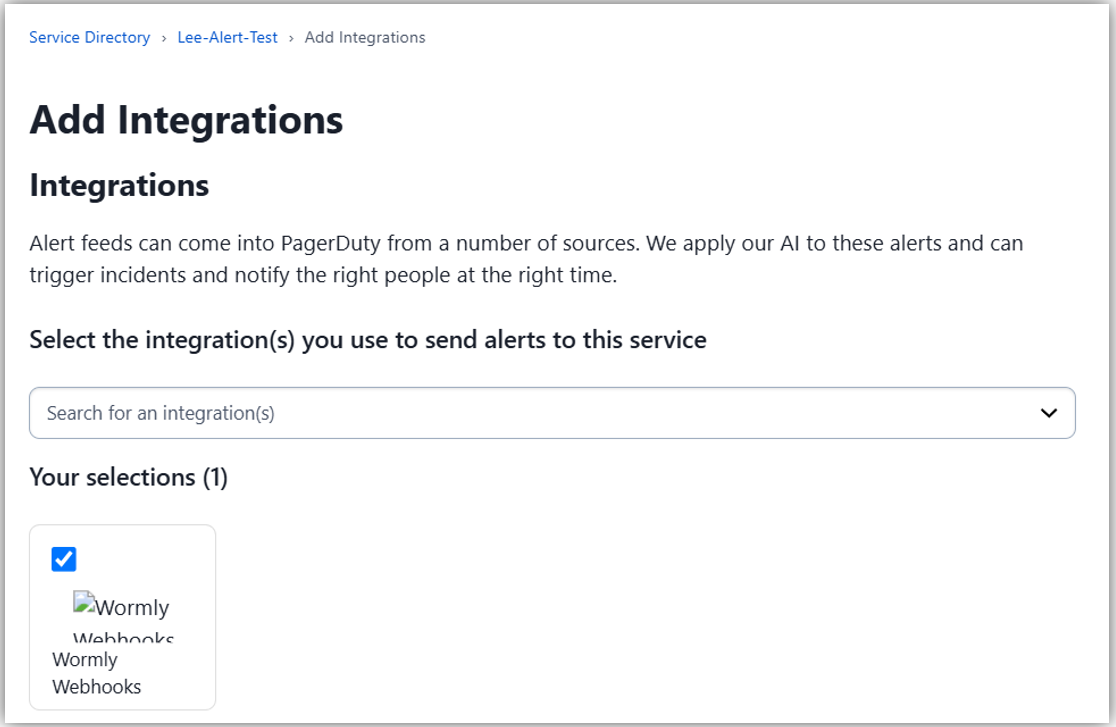 Service Directory › Lee-Alert-Test › Add Integrations
Add Integrations
Integrations
Alert feeds can come into PagerDuty from a number of sources. We apply our AI to these alerts and can
trigger incidents and notify the right people at the right time.
Select the integration(s) you use to send alerts to this service
Search for an integration(s)
Your selections (1)
Wormly
Webhooks
Wormly
Webhooks